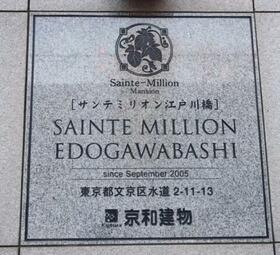 Sainte-Million
Mansion
[サンテミリオン江戸川橋]
SAINTE MILLION
EDOGAWABASHI
since September 2005
東京都文京区水道 2-11-13
京和建物